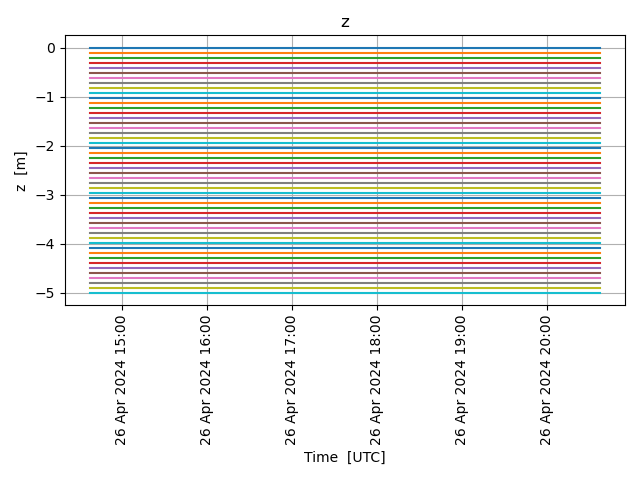 z
0
−1
−2
−3
−4
−5
z [m]
26 Apr 2024 15:00
26 Apr 2024 16:00
26 Apr 2024 17:00
26 Apr 2024 18:00
26 Apr 2024 19:00
26 Apr 2024 20:00
Time [UTC]